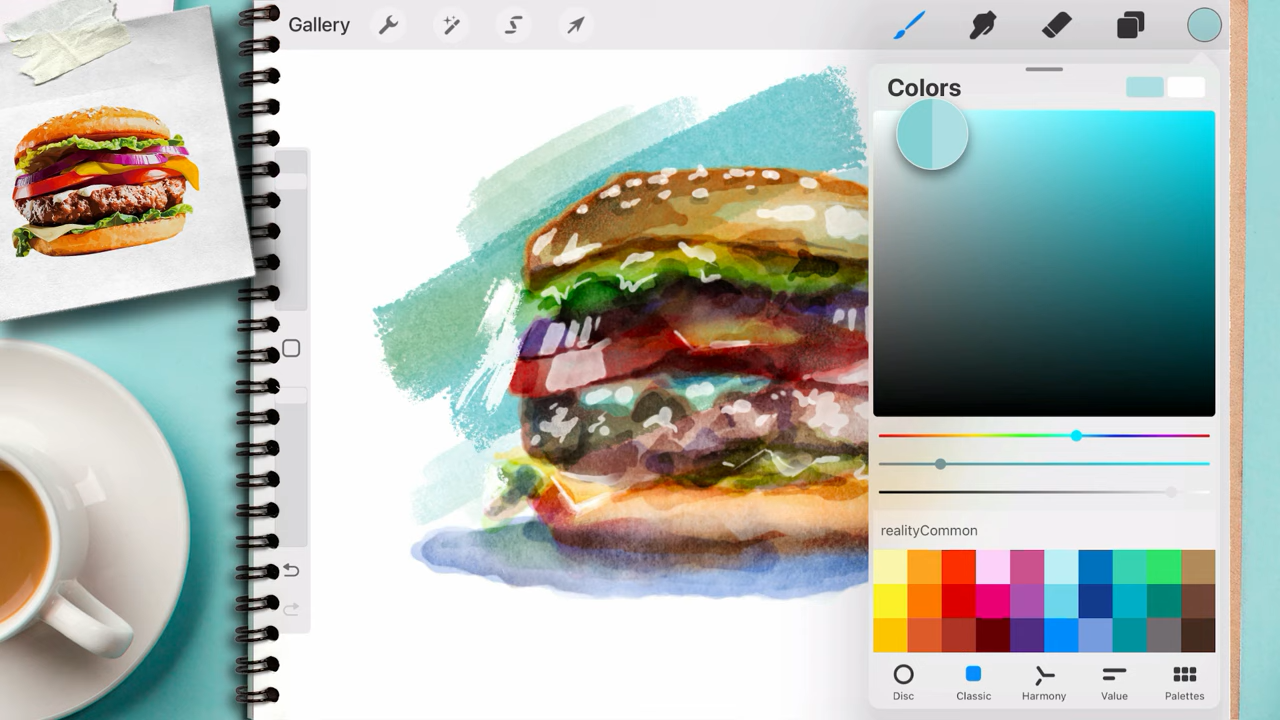 Gallery
Colors
realityCommon
Disc
Classic
Harmony
Value
Palettes